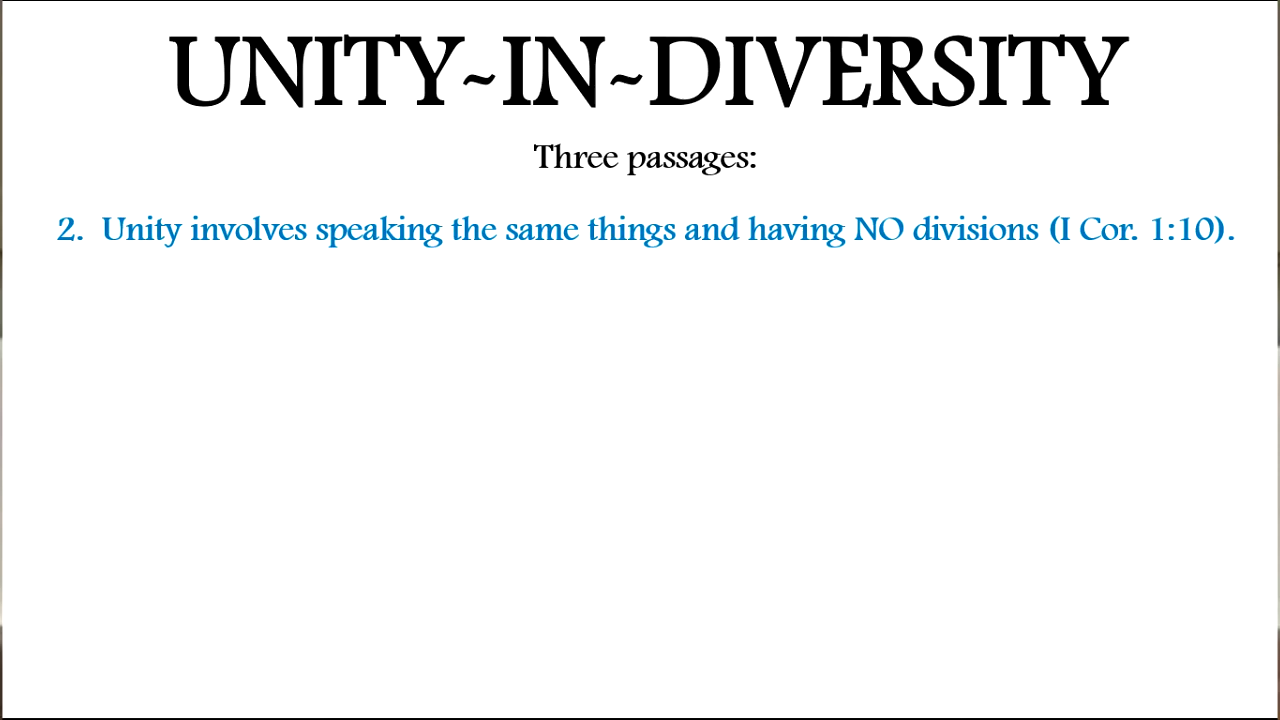 UNITY~IN~DIVERSITY
Three passages:
2. Unity involves speaking the same things and having NO divisions (I Cor. 1:10).